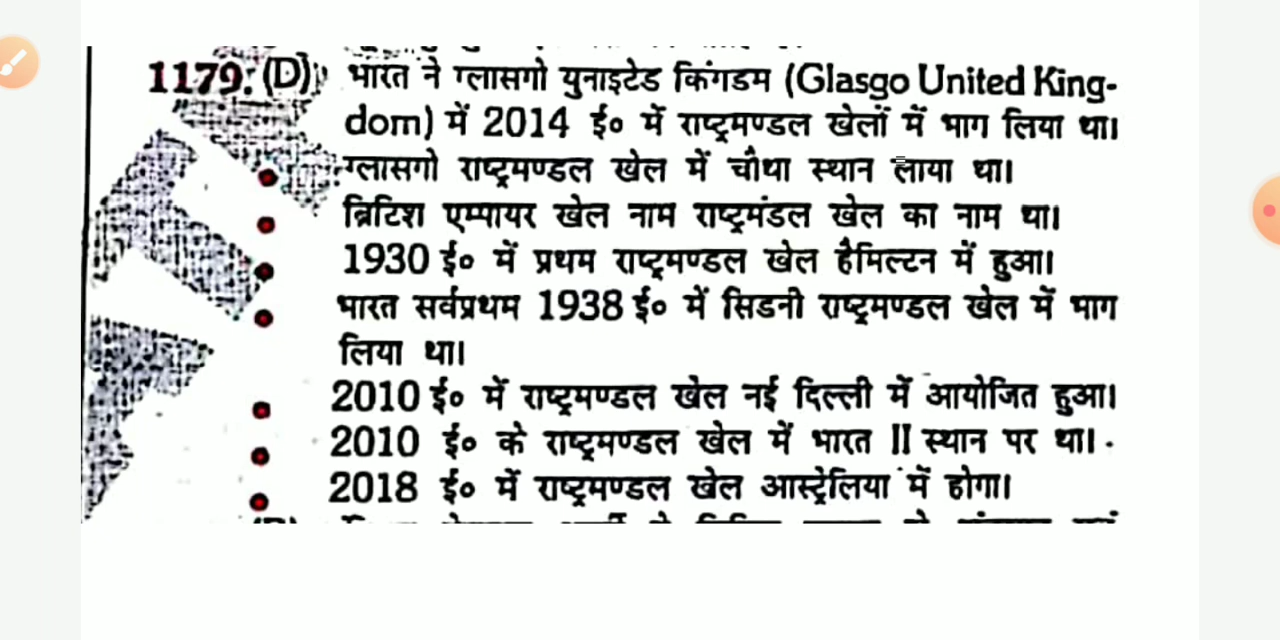 1179. (D) भारत ने ग्लासगो युनाइटेड किंगडम (Glasgo United King-
dom) में 2014 ई० में राष्ट्रमण्डल खेलों में भाग लिया था।
• ग्लासगो राष्ट्रमण्डल खेल में चौथा स्थान लाया था।
• ब्रिटिश एम्पायर खेल नाम राष्ट्रमंडल खेल का नाम था।
• 1930 ई० में प्रथम राष्ट्रमण्डल खेल हैमिल्टन में हुआ।
• भारत सर्वप्रथम 1938 ई० में सिडनी राष्ट्रमण्डल खेल में भाग
लिया था।
• 2010 ई० में राष्ट्रमण्डल खेल नई दिल्ली में आयोजित हुआ।
• 2010 ई० के राष्ट्रमण्डल खेल में भारत II स्थान पर था।
• 2018 ई० में राष्ट्रमण्डल खेल आस्ट्रेलिया में होगा।